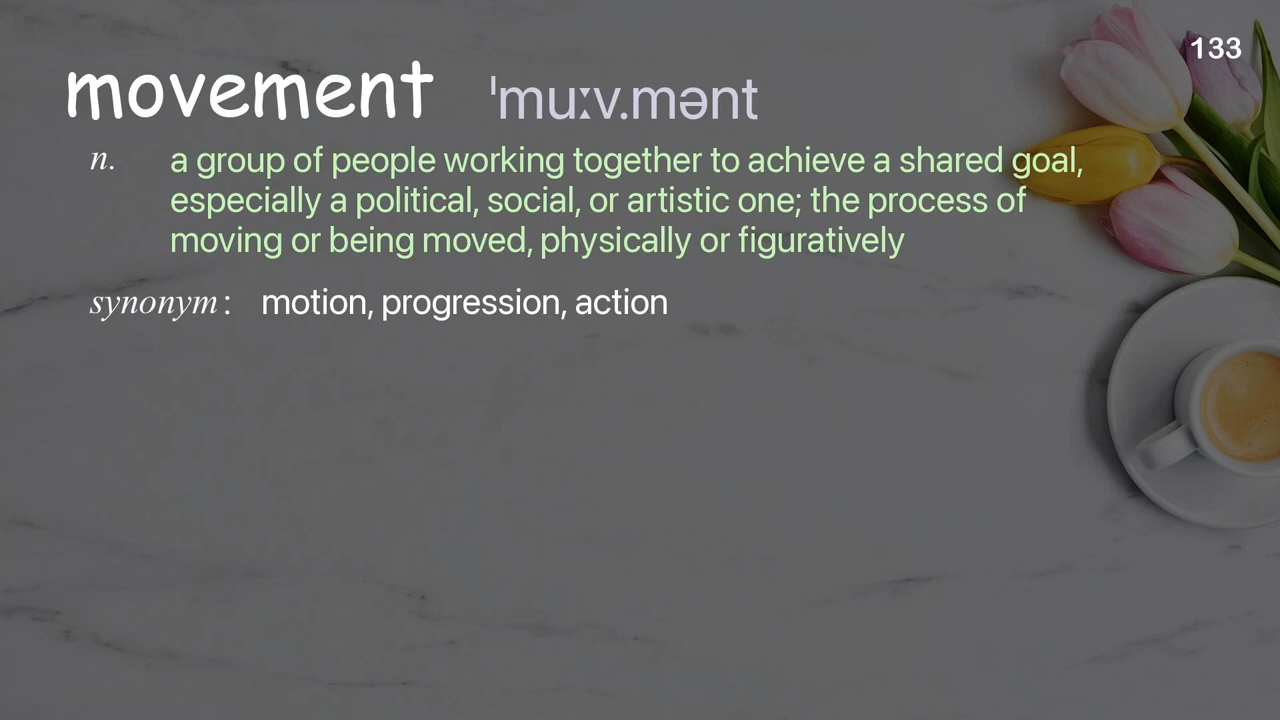 133
movement ˈmuːv.mənt
n. a group of people working together to achieve a shared goal,
especially a political, social, or artistic one; the process of
moving or being moved, physically or figuratively
synonym: motion, progression, action